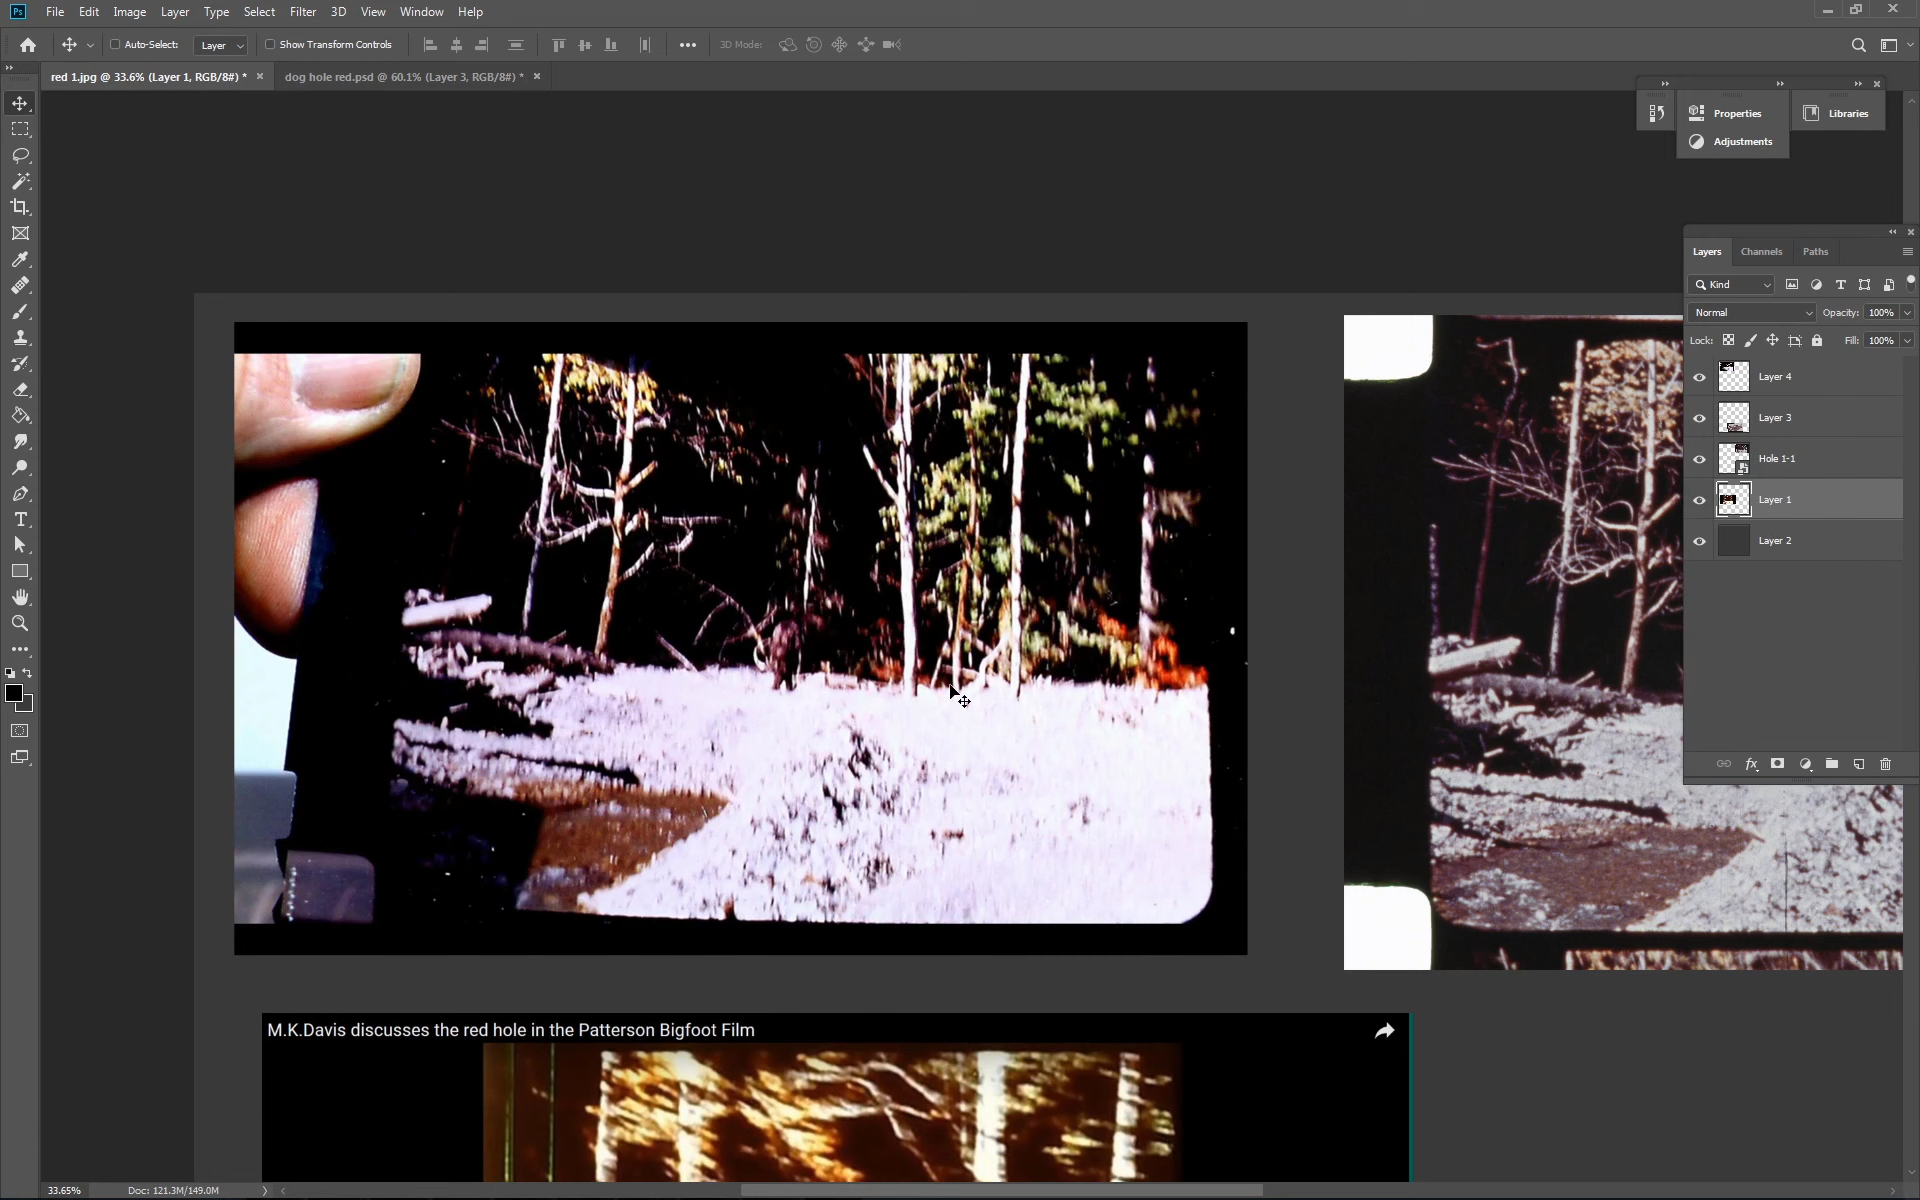 Ps File Edit Image Layer Type Select Filter 3D View Window Help
Auto-Select: Layer Show Transform Controls 3D Mode:
red 1.jpg @ 33.6% (Layer 1, RGB/8#) * dog hole red.psd @ 60.1% (Layer 3, RGB/8#) *
Properties
Libraries
Adjustments
Layers Channels Paths
Kind
Normal Opacity: 100%
Lock: Fill: 100%
Layer 4
Layer 3
Hole 1-1
Layer 1
Layer 2
fx
M.K.Davis discusses the red hole in the Patterson Bigfoot Film
33.65% Doc: 121.3M/149.0M